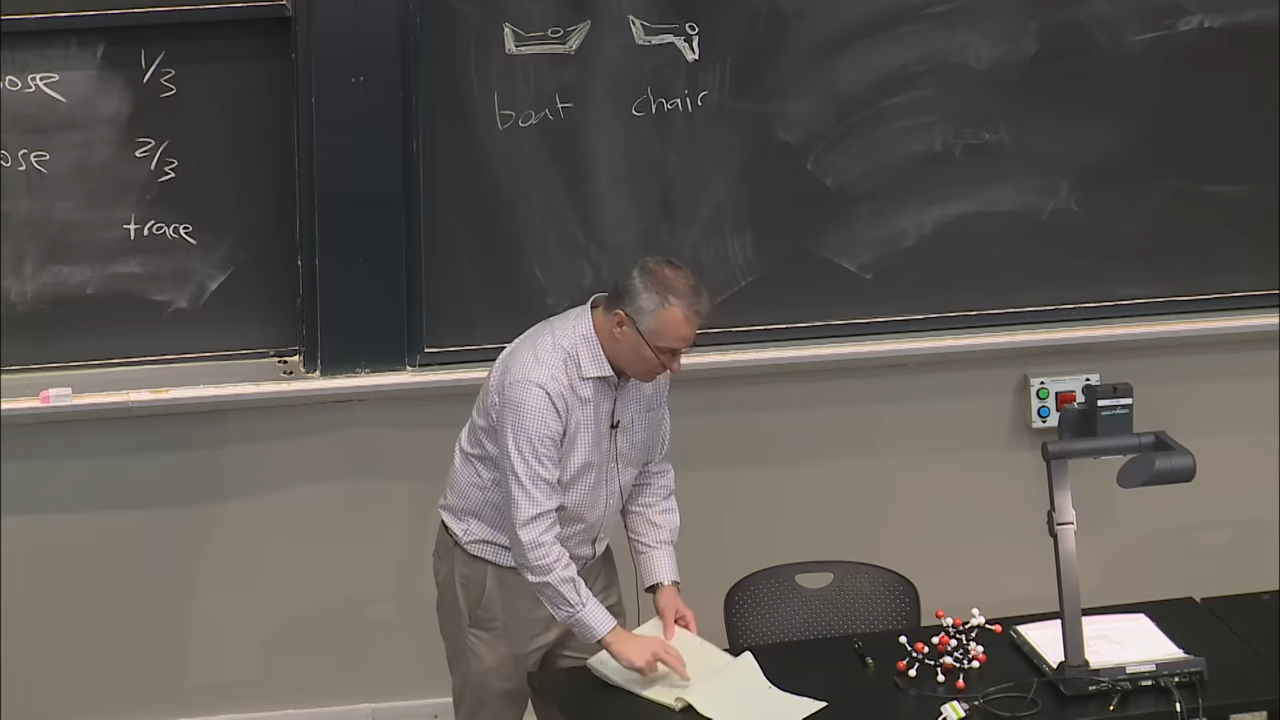 ose 1/3
ose 2/3
trace
boat chair